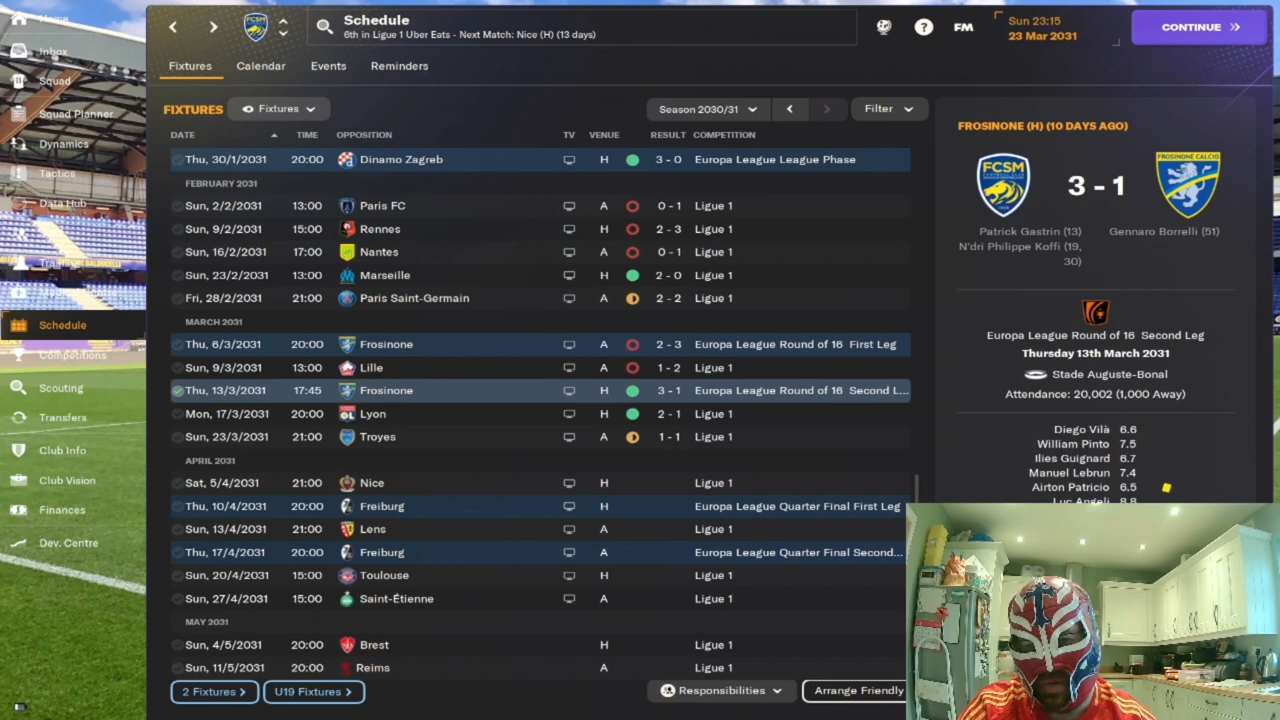 Home
Schedule
6th in Ligue 1 Uber Eats - Next Match: Nice (H) (13 days)
FM
Sun 23:15
23 Mar 2031
CONTINUE
Inbox
Squad
Squad Planner
Dynamics
Tactics
Data Hub
Schedule
Competitions
Scouting
Transfers
Club Info
Club Vision
Finances
Dev. Centre
Fixtures Calendar Events Reminders
FIXTURES Fixtures Season 2030/31 Filter
DATE TIME OPPOSITION TV VENUE RESULT COMPETITION
Thu, 30/1/2031 20:00 Dinamo Zagreb H 3 - 0 Europa League League Phase
FEBRUARY 2031
Sun, 2/2/2031 13:00 Paris FC A 0 - 1 Ligue 1
Sun, 9/2/2031 15:00 Rennes H 2 - 3 Ligue 1
Sun, 16/2/2031 17:00 Nantes A 0 - 1 Ligue 1
Sun, 23/2/2031 13:00 Marseille H 2 - 0 Ligue 1
Fri, 28/2/2031 21:00 Paris Saint-Germain A 2 - 2 Ligue 1
MARCH 2031
Thu, 6/3/2031 20:00 Frosinone A 2 - 3 Europa League Round of 16 First Leg
Sun, 9/3/2031 13:00 Lille A 1 - 2 Ligue 1
Thu, 13/3/2031 17:45 Frosinone H 3 - 1 Europa League Round of 16 Second L...
Mon, 17/3/2031 20:00 Lyon H 2 - 1 Ligue 1
Sun, 23/3/2031 21:00 Troyes A 1 - 1 Ligue 1
APRIL 2031
Sat, 5/4/2031 21:00 Nice H Ligue 1
Thu, 10/4/2031 20:00 Freiburg H Europa League Quarter Final First Leg
Sun, 13/4/2031 21:00 Lens A Ligue 1
Thu, 17/4/2031 20:00 Freiburg A Europa League Quarter Final Second...
Sun, 20/4/2031 15:00 Toulouse H Ligue 1
Sun, 27/4/2031 15:00 Saint-Étienne A Ligue 1
MAY 2031
Sun, 4/5/2031 20:00 Brest H Ligue 1
Sun, 11/5/2031 20:00 Reims A Ligue 1
2 Fixtures > U19 Fixtures > Responsibilities Arrange Friendly
FROSINONE (H) (10 DAYS AGO)
FCSM
FROSINONE CALCIO
3 - 1
Patrick Gastrin (13) Gennaro Borrelli (51)
N'dri Philippe Koffi (19,
30)
Europa League Round of 16 Second Leg
Thursday 13th March 2031
Stade Auguste-Bonal
Attendance: 20,002 (1,000 Away)
Diego Vilà 6.6
William Pinto 7.5
Ilies Guignard 6.7
Manuel Lebrun 7.4
Airton Patricio 6.5
Luc Angeli 8.8